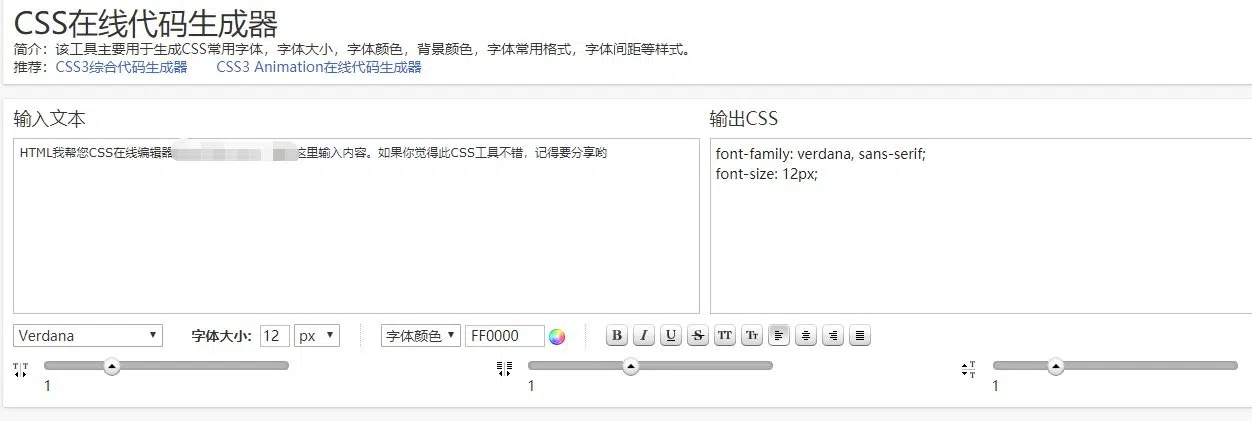 CSS在线代码生成器
简介：该工具主要用于生成CSS常用字体，字体大小，字体颜色，背景颜色，字体常用格式，字体间距等样式。
推荐：CSS3综合代码生成器 CSS3 Animation在线代码生成器
输入文本 输出CSS
HTML我帮您CSS在线编辑器 这里输入内容。如果你觉得此CSS工具不错，记得要分享哟
font-family: verdana, sans-serif;
font-size: 12px;
Verdana 字体大小: 12 px 字体颜色 FF0000 B I U S TT Tr
1 1 1